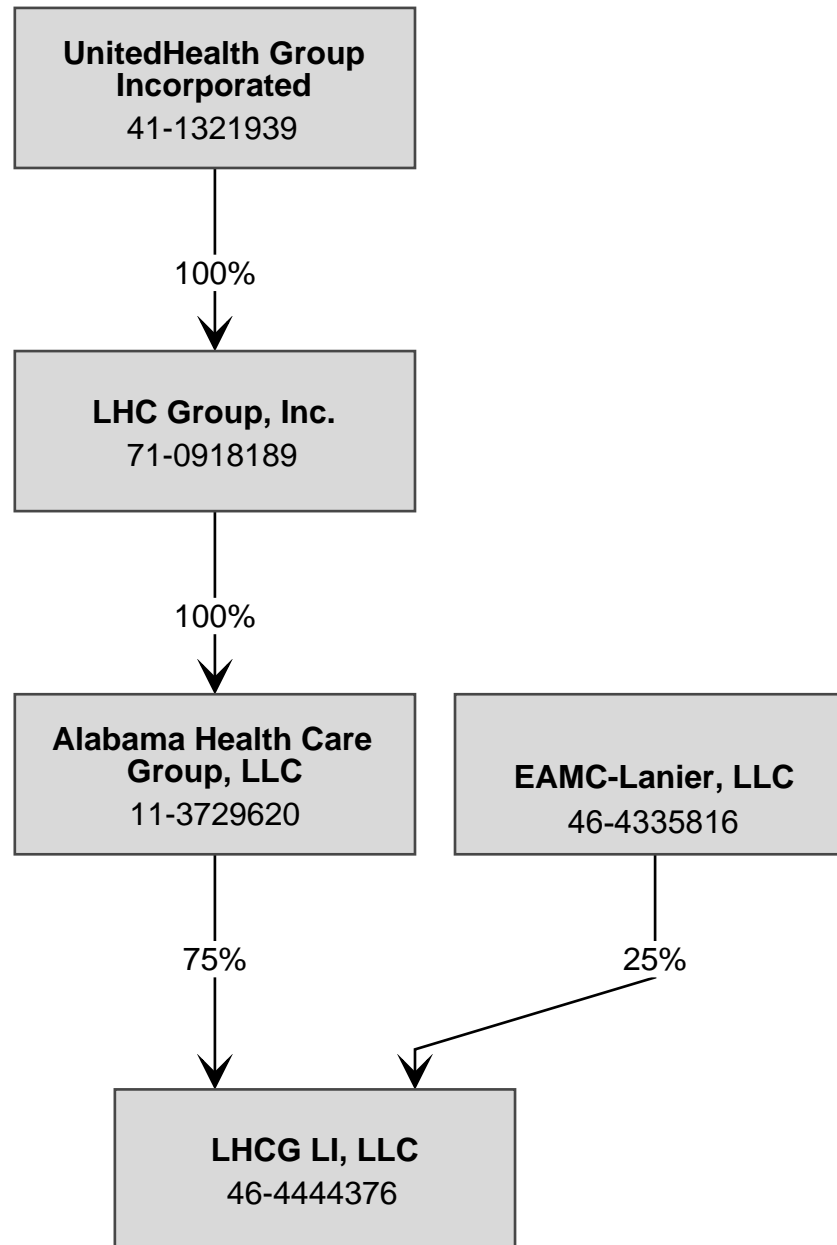 UnitedHealth Group
Incorporated
41-1321939
100%
LHC Group, Inc.
71-0918189
100%
Alabama Health Care
Group, LLC
11-3729620
EAMC-Lanier, LLC
46-4335816
75%
25%
LHCG LI, LLC
46-4444376